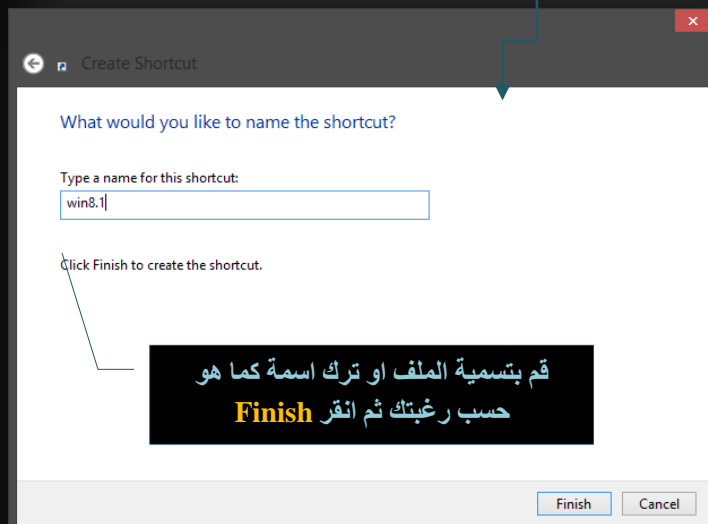 Create Shortcut
What would you like to name the shortcut?
Type a name for this shortcut:
win8.1
Click Finish to create the shortcut.
قم بتسمية الملف او ترك اسمة كما هو
حسب رغبتك ثم انقر Finish
Finish Cancel